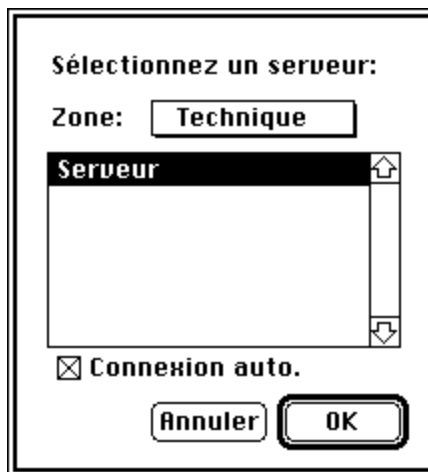 Sélectionnez un serveur:
Zone: Technique
Serveur
Connexion auto.
Annuler OK